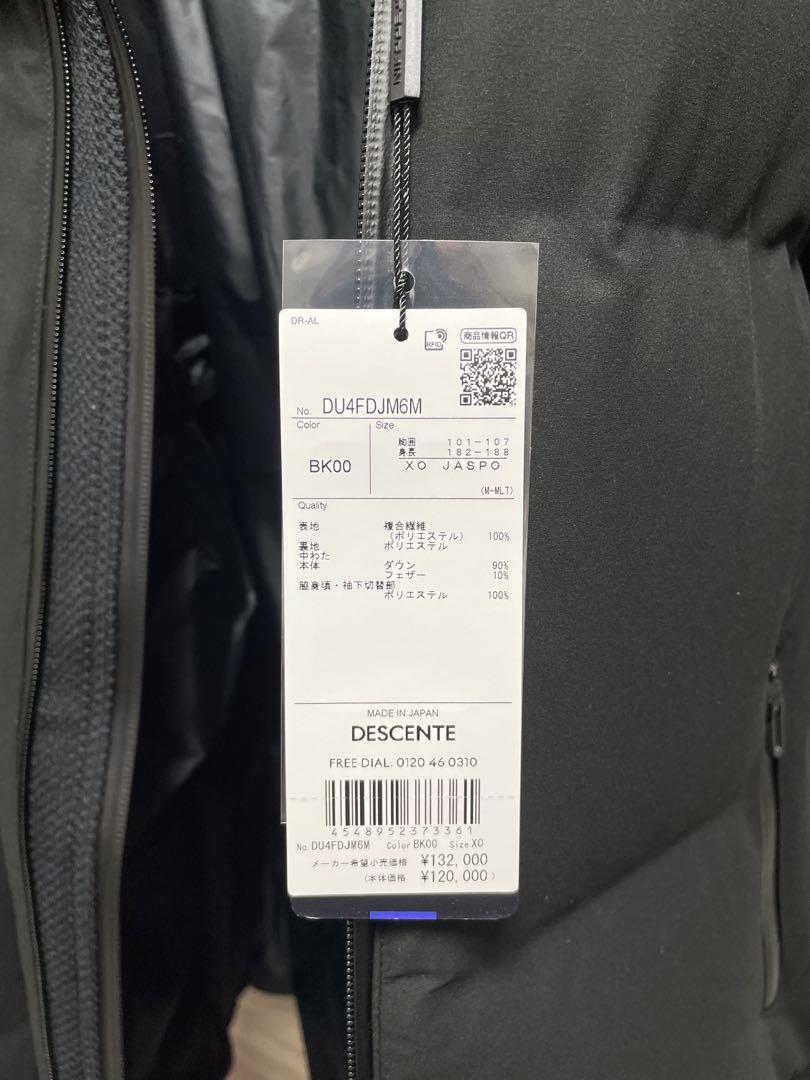 DR-AL
RFID
商品情報QR
No. DU4FDJM6M
Color
Size
BK00
胸囲 101-107
身長 182-188
XO JASPO
(M-MLT)
Quality
表地 複合繊維
(ポリエステル) 100%
裏地 ポリエステル
中わた
本体 ダウン 90%
フェザー 10%
脇身頃・袖下切替部
ポリエステル 100%
MADE IN JAPAN
DESCENTE
FREE DIAL. 0120 46 0310
4548952373361
No. DU4FDJM6M Color BK00 Size XO
メーカー希望小売価格 ¥132,000
(本体価格 ¥120,000)